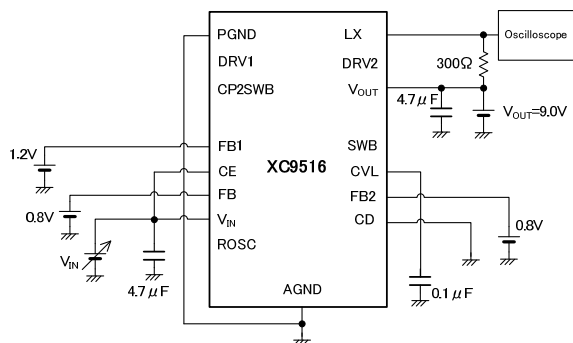 PGND
DRV1
CP2SWB
FB1
CE
FB
VIN
ROSC
AGND
XC9516
LX
DRV2
VOUT
SWB
CVL
FB2
CD
Oscilloscope
300Ω
4.7μF
VOUT=9.0V
1.2V
0.8V
VIN
4.7μF
0.8V
0.1μF